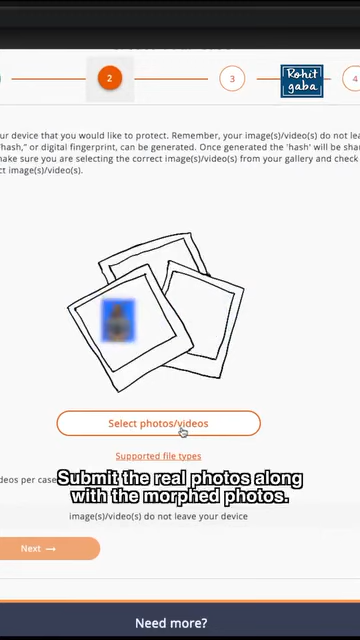 2
3
Rohit
gaba
4
ur device that you would like to protect. Remember, your image(s)/video(s) do not lea
hash," or digital fingerprint, can be generated. Once generated the 'hash' will be shar
ake sure you are selecting the correct image(s)/video(s) from your gallery and check
ct image(s)/video(s).
Select photos/videos
Supported file types
deos per case
Submit the real photos along
with the morphed photos.
image(s)/video(s) do not leave your device
Next →
Need more?